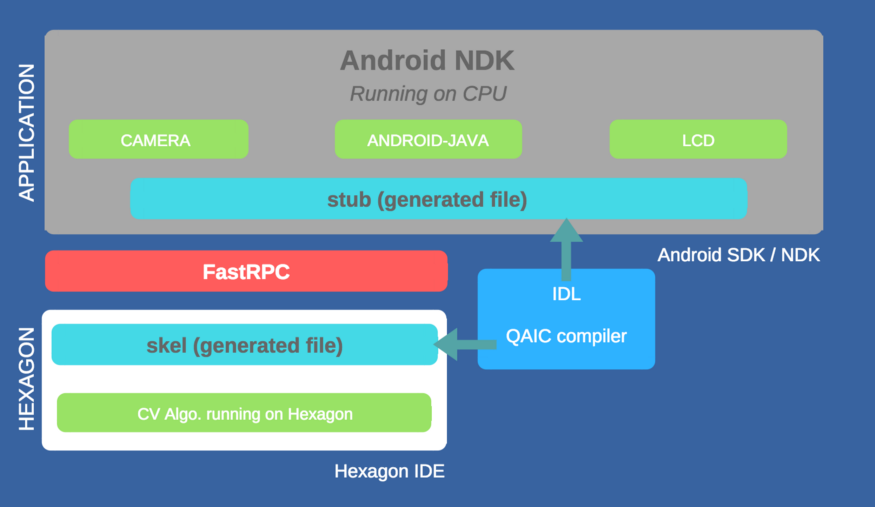 Android NDK
Running on CPU
APPLICATION
CAMERA
ANDROID-JAVA
LCD
stub (generated file)
Android SDK / NDK
FastRPC
IDL
QAIC compiler
HEXAGON
skel (generated file)
CV Algo. running on Hexagon
Hexagon IDE